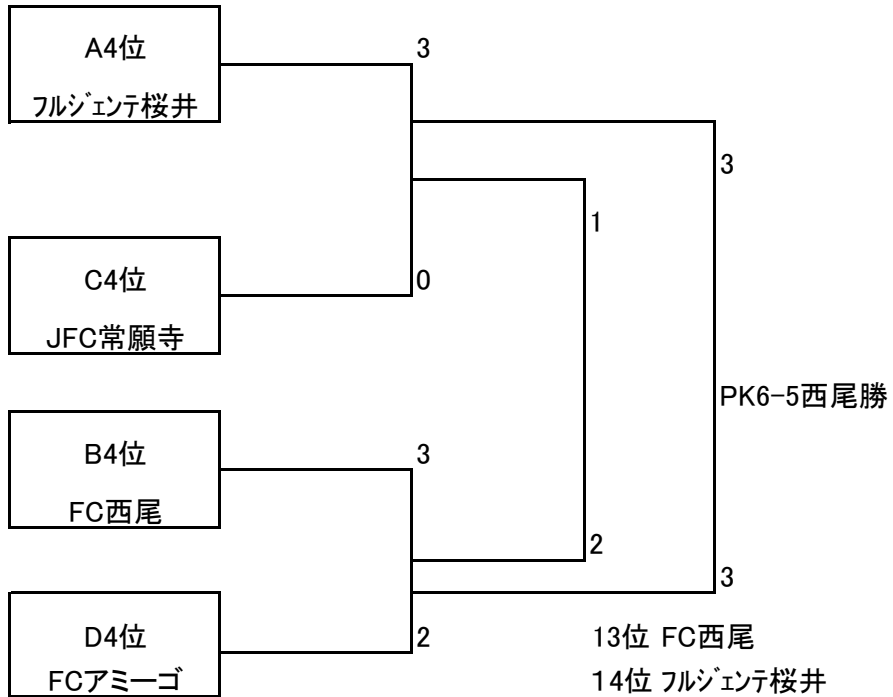 A4位
3
ﾌﾙｼﾞｪﾝﾃ桜井
3
1
C4位
0
JFC常願寺
PK6-5西尾勝
B4位
3
FC西尾
2
3
D4位
2
13位 FC西尾
FCアミーゴ
14位 ﾌﾙｼﾞｪﾝﾃ桜井